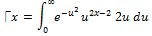 Γx = ∫₀^∞ e^{-u²} u^{2x-2} 2u du